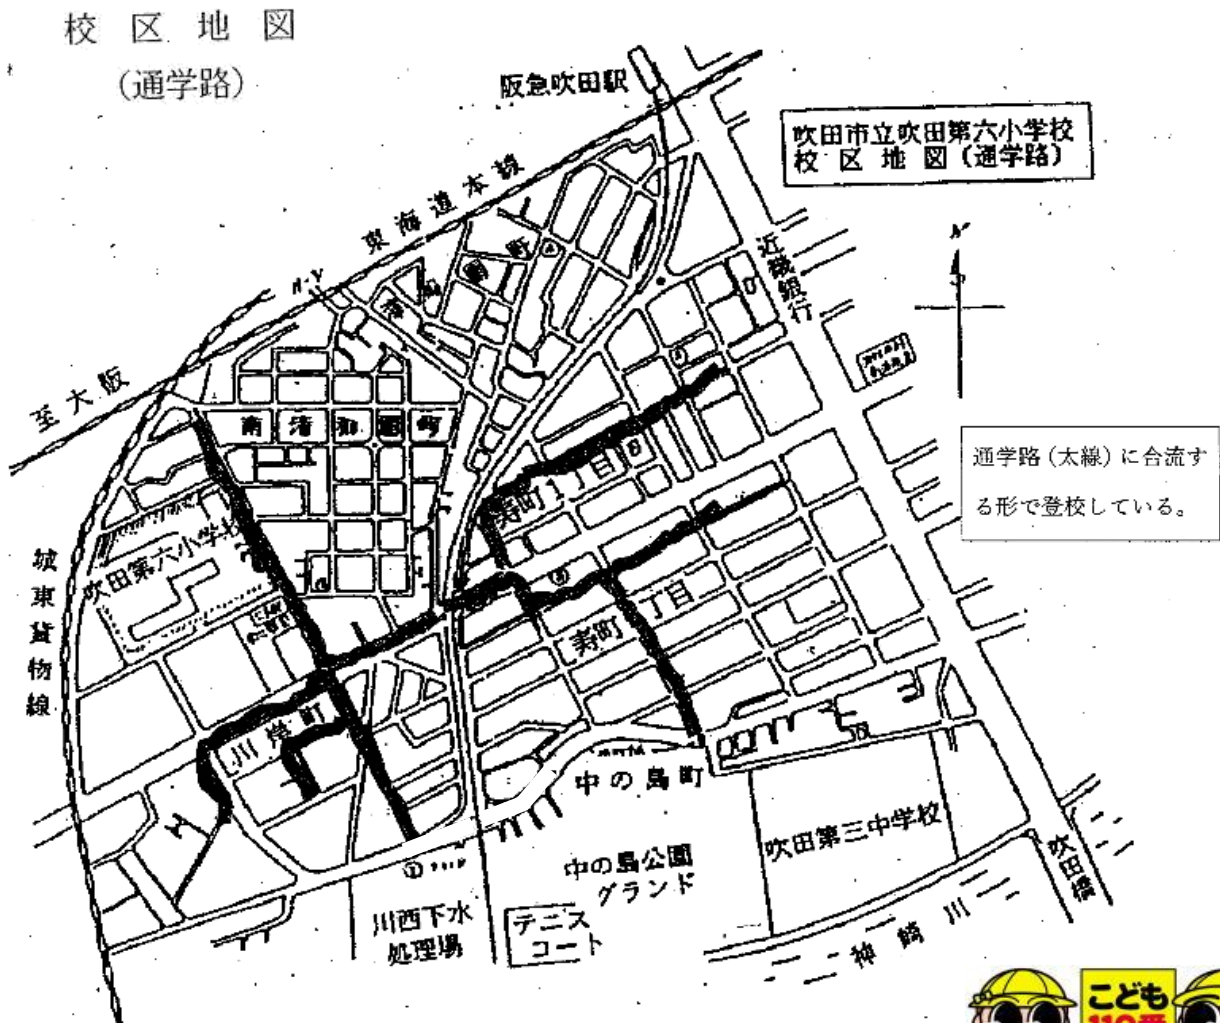 校区地図
(通学路)
阪急吹田駅
吹田市立吹田第六小学校
校区地図(通学路)
東海道本線
近畿銀行
至大阪
通学路(太線)に合流す
る形で登校している。
寿町1丁目
吹田第六小学校
城東貨物線
寿町
丁目
川岸町
中の島町
吹田第三中学校
中の島公園
グランド
吹田橋
川西下水
処理場
テニス
コート
神崎川
こども
110番